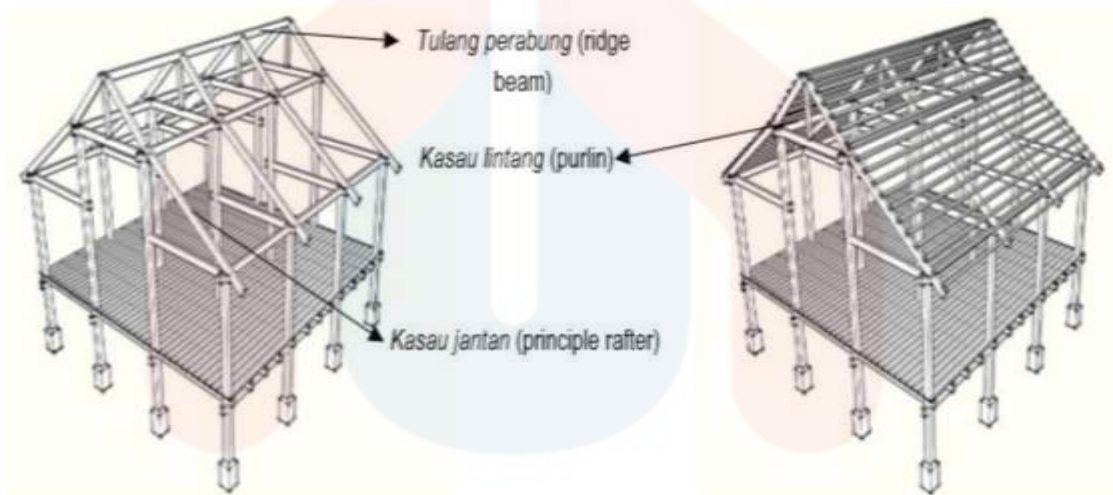 Tulang perabung (ridge
beam)
Kasau lintang (purlin)
Kasau jantan (principle rafter)